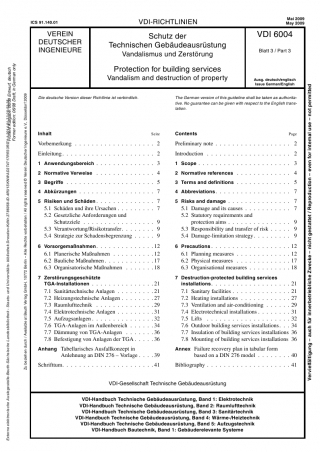 ICS 91.140.01
VDI-RICHTLINIEN
Mai 2009
May 2009
VEREIN
DEUTSCHER
INGENIEURE
Schutz der
Technischen Gebäudeausrüstung
Vandalismus und Zerstörung
Protection for building services
Vandalism and destruction of property
VDI 6004
Blatt 3 / Part 3
Ausg. deutsch/englisch
Issue German/English
Die deutsche Version dieser Richtlinie ist verbindlich.
The German version of this guideline shall be taken as authorita-
tive. No guarantee can be given with respect to the English trans-
lation.
Inhalt Seite
Vorbemerkung 2
Einleitung 2
1 Anwendungsbereich 3
2 Normative Verweise 4
3 Begriffe 5
4 Abkürzungen 7
5 Risiken und Schäden 7
5.1 Schäden und ihre Ursachen 7
5.2 Gesetzliche Anforderungen und
Schutzziele 9
5.3 Verantwortung/Risikotransfer 9
5.4 Strategie zur Schadensbegrenzung 9
6 Vorsorgemaßnahmen 12
6.1 Planerische Maßnahmen 12
6.2 Bauliche Maßnahmen 17
6.3 Organisatorische Maßnahmen 18
7 Zerstörungsgeschützte
TGA-Installationen 21
7.1 Sanitärtechnische Anlagen 21
7.2 Heizungstechnische Anlagen 27
7.3 Raumlufttechnik 29
7.4 Elektrotechnische Anlagen 31
7.5 Aufzugsanlagen 32
7.6 TGA-Anlagen im Außenbereich 34
7.7 Dämmung von TGA-Anlagen 36
7.8 Befestigung von Anlagen der TGA 36
Anhang Tabellarisches Ausfallkonzept in
Anlehnung an DIN 276 – Vorlage 39
Schrifttum 41
Contents Page
Preliminary note 2
Introduction 2
1 Scope 3
2 Normative references 4
3 Terms and definitions 5
4 Abbreviations 7
5 Risks and damage 7
5.1 Damage and its causes 7
5.2 Statutory requirements and
protection aims 9
5.3 Responsibility and transfer of risk 9
5.4 Damage-limitation strategy 9
6 Precautions 12
6.1 Planning measures 12
6.2 Physical measures 17
6.3 Organisational measures 18
7 Destruction-protected building services
installations 21
7.1 Sanitary facilities 21
7.2 Heating installations 27
7.3 Ventilation and air-conditioning 29
7.4 Electrotechnical installations 31
7.5 Lifts 32
7.6 Outdoor building services installations 34
7.7 Insulation of building services installations 36
7.8 Mounting of building services installations 36
Annex Failure recovery plan in tabular form
based on a DIN 276 model 40
Bibliography 41
VDI-Gesellschaft Technische Gebäudeausrüstung
VDI-Handbuch Technische Gebäudeausrüstung, Band 1: Elektrotechnik
VDI-Handbuch Technische Gebäudeausrüstung, Band 2: Raumlufttechnik
VDI-Handbuch Technische Gebäudeausrüstung, Band 3: Sanitärtechnik
VDI-Handbuch Technische Gebäudeausrüstung, Band 4: Wärme-/Heiztechnik
VDI-Handbuch Technische Gebäudeausrüstung, Band 5: Aufzugstechnik
VDI-Handbuch Bautechnik, Band 1: Gebäuderelevante Systeme
Vervielfältigung – auch für innerbetriebliche Zwecke – nicht gestattet / Reproduction – even for internal use – not permitted